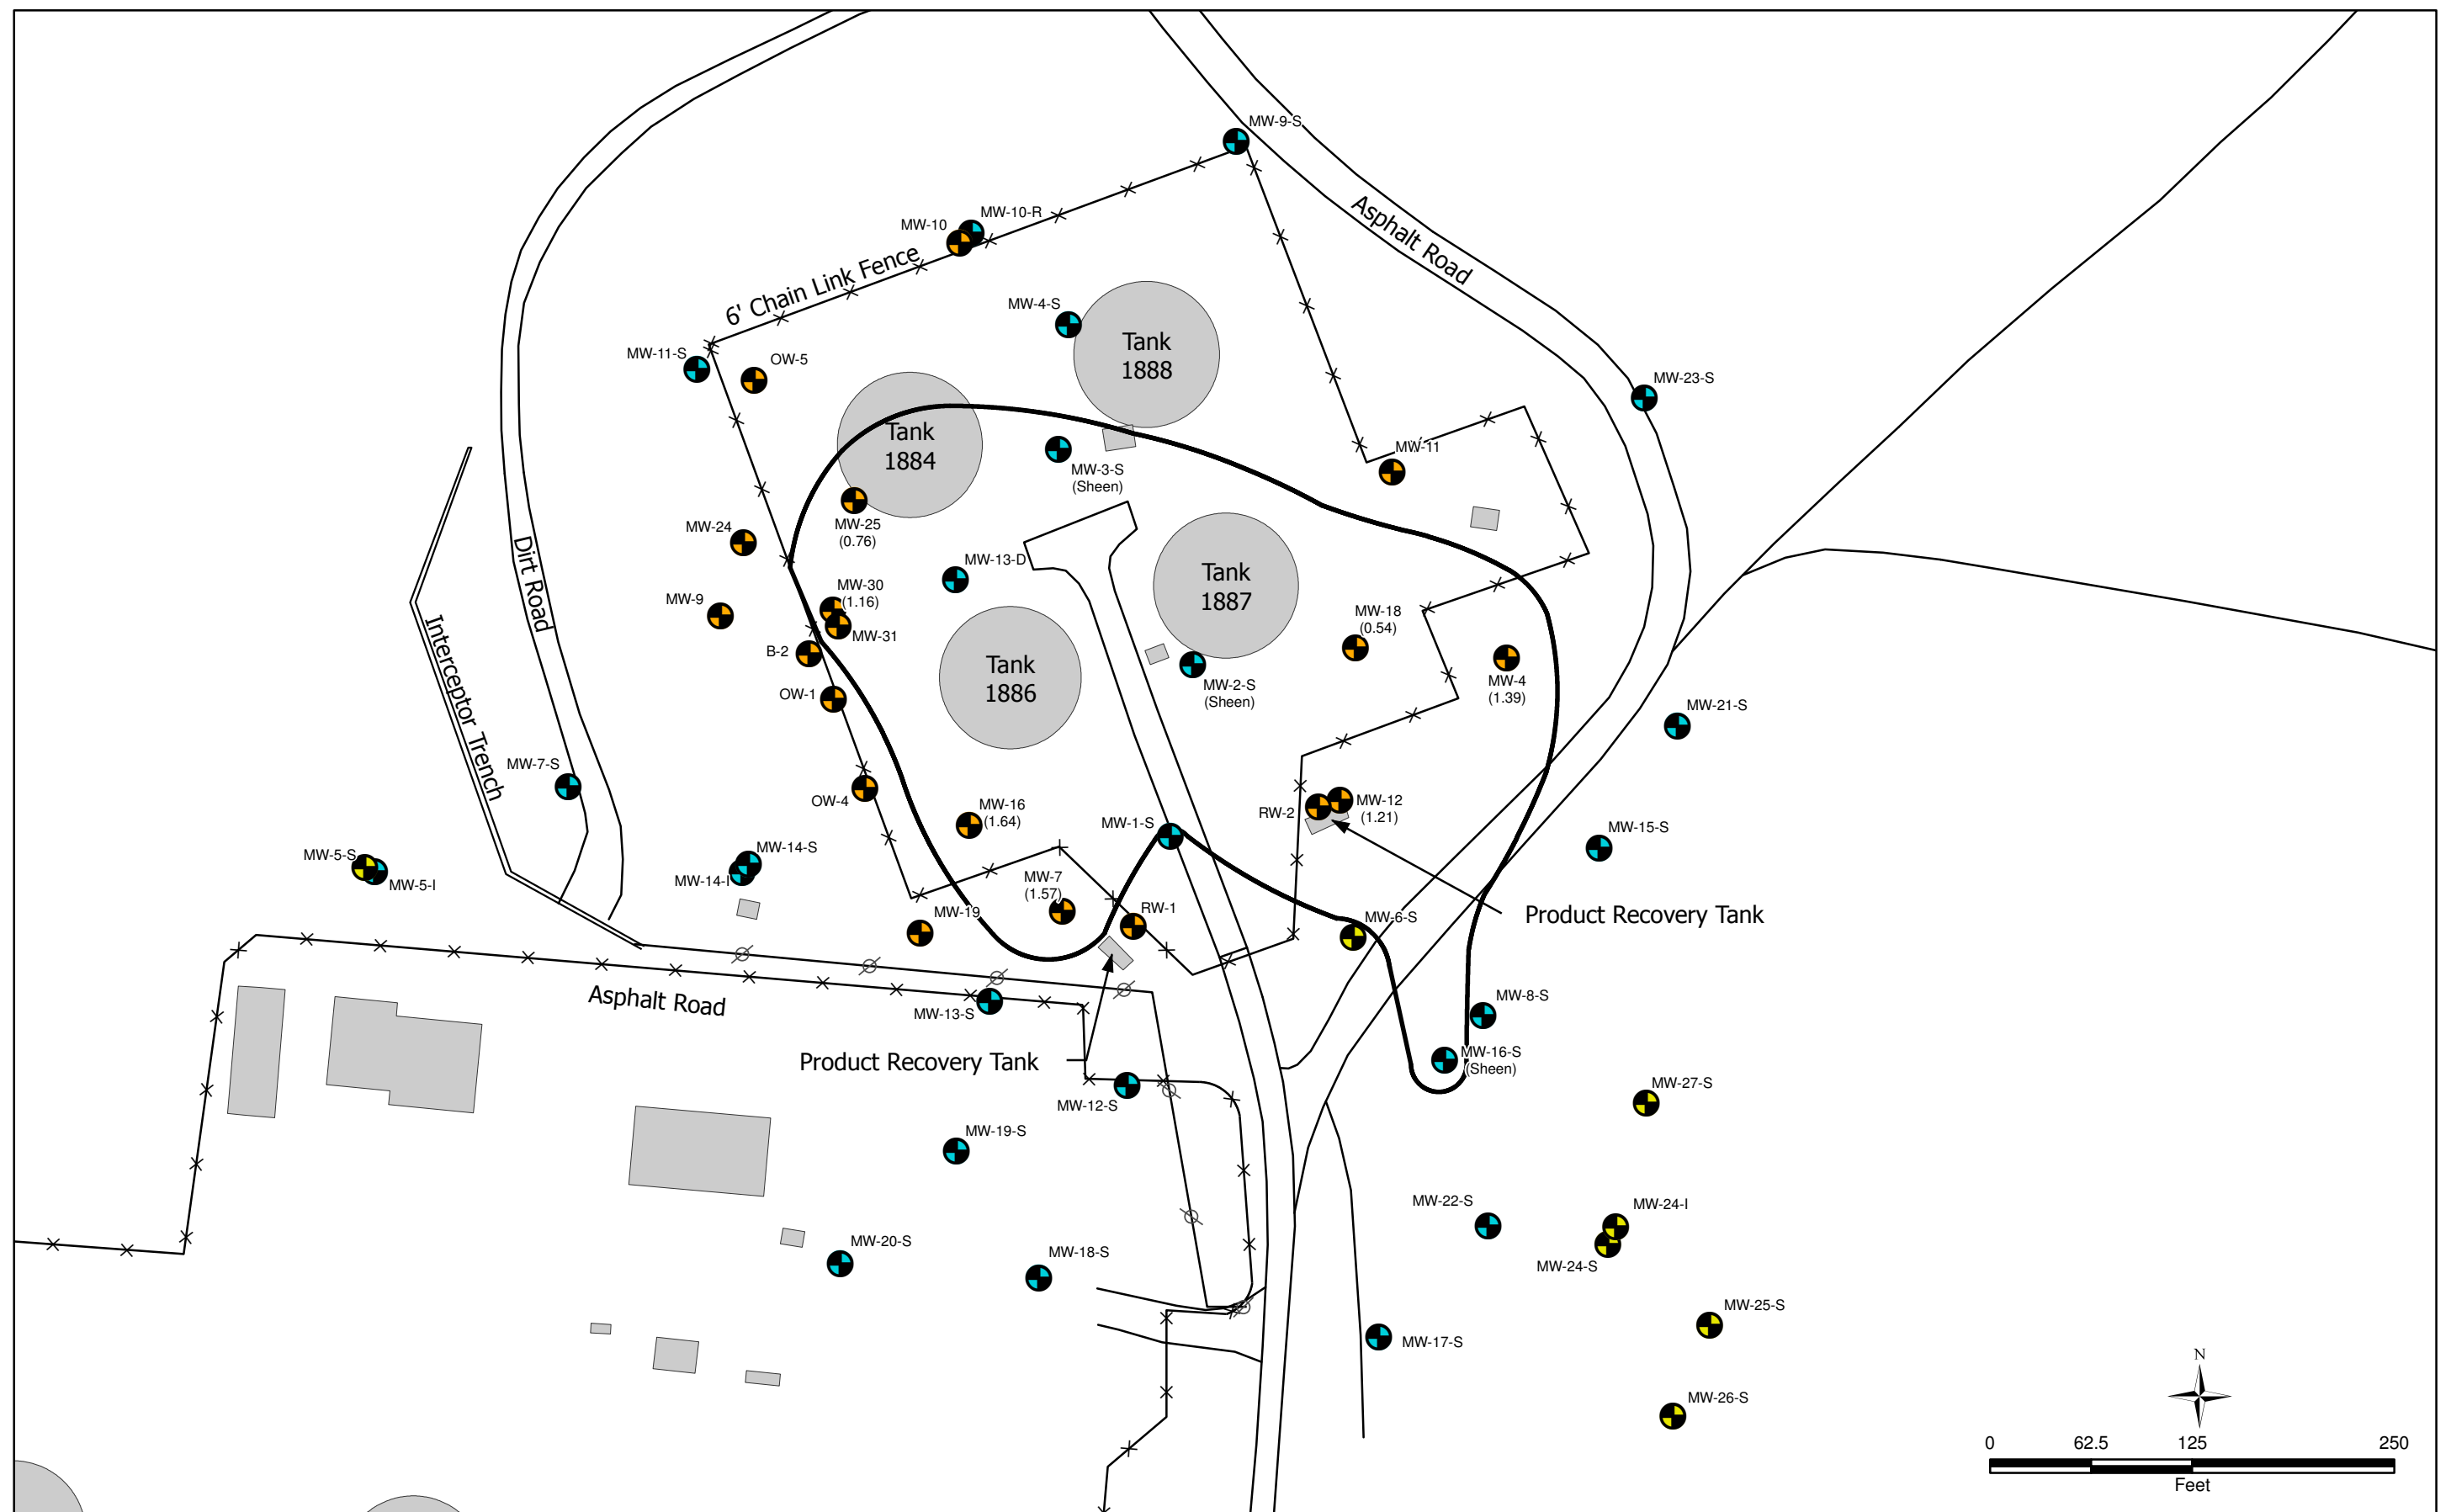 MW-9-S
MW-10-R
MW-10
Asphalt Road
6' Chain Link Fence
MW-4-S
Tank
1888
MW-11-S
OW-5
MW-23-S
Tank
1884
MW-11
MW-3-S
(Sheen)
MW-25
(0.76)
MW-24
Dirt Road
MW-13-D
Tank
1887
MW-30
(1.16)
MW-9
MW-31
MW-18
(0.54)
B-2
Interceptor Trench
Tank
1886
MW-2-S
(Sheen)
MW-4
(1.39)
OW-1
MW-21-S
MW-7-S
OW-4
MW-16
(1.64)
MW-1-S
RW-2
MW-12
(1.21)
MW-15-S
MW-5-S
MW-5-I
MW-14-S
MW-14-I
MW-7
(1.57)
MW-19
RW-1
MW-6-S
Product Recovery Tank
Asphalt Road
MW-13-S
MW-8-S
Product Recovery Tank
MW-16-S
(Sheen)
MW-12-S
MW-27-S
MW-19-S
MW-22-S
MW-24-I
MW-24-S
MW-20-S
MW-18-S
MW-25-S
MW-17-S
MW-26-S
N
0 62.5 125 250
Feet